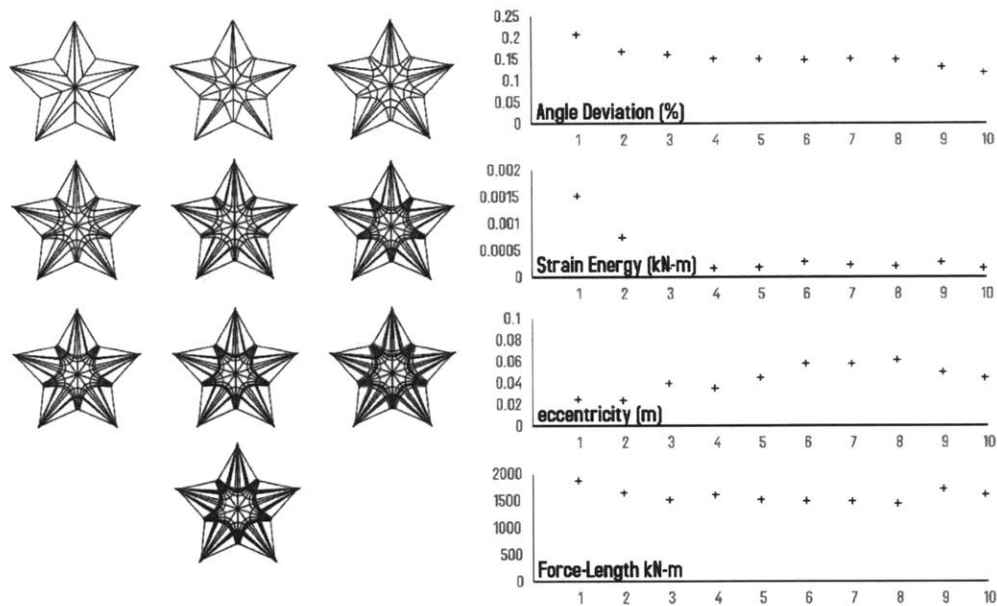 0.25
0.2
0.15
0.1
0.05
0
Angle Deviation (%)
1 2 3 4 5 6 7 8 9 10
0.002
0.0015
0.001
0.0005
0
Strain Energy (kN-m)
1 2 3 4 5 6 7 8 9 10
0.1
0.08
0.06
0.04
0.02
0
eccentricity (m)
1 2 3 4 5 6 7 8 9 10
2000
1500
1000
500
0
Force-Length kN-m
1 2 3 4 5 6 7 8 9 10